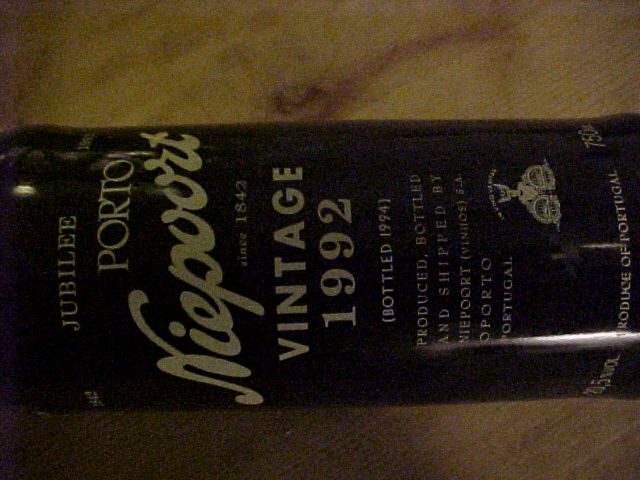 JUBILEE
PORTO
Niepoort
since 1842
VINTAGE
1992
(BOTTLED 1994)
PRODUCED, BOTTLED
AND SHIPPED BY
NIEPOORT (VINHOS) S.A.
OPORTO
PORTUGAL
PRODUCE OF PORTUGAL